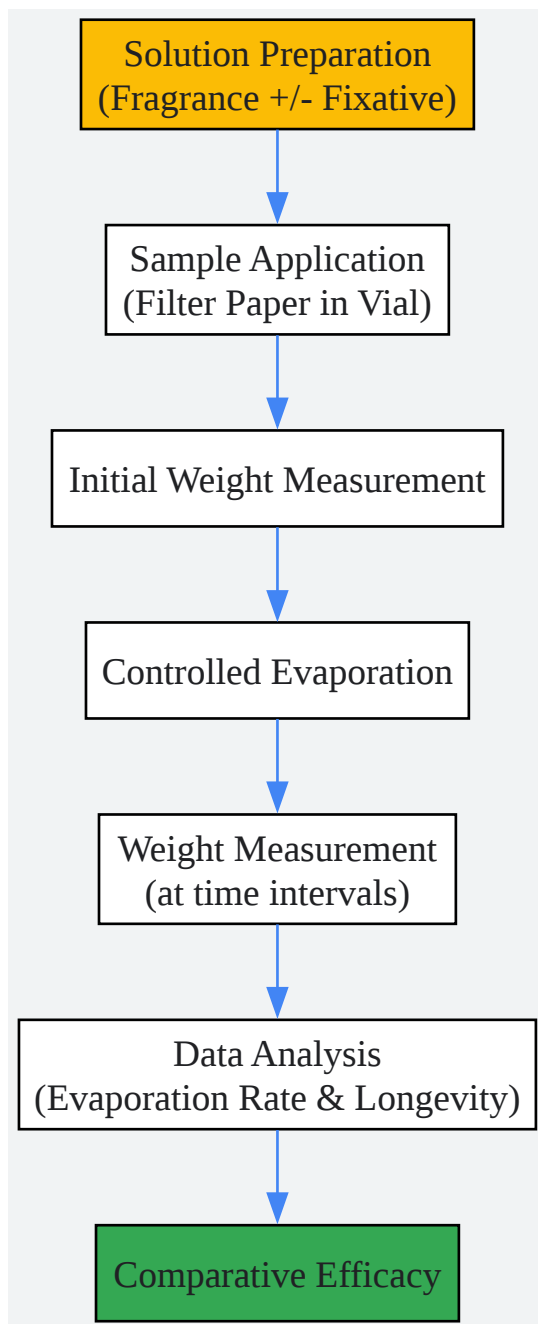 Solution Preparation
(Fragrance +/- Fixative)
Sample Application
(Filter Paper in Vial)
Initial Weight Measurement
Controlled Evaporation
Weight Measurement
(at time intervals)
Data Analysis
(Evaporation Rate & Longevity)
Comparative Efficacy